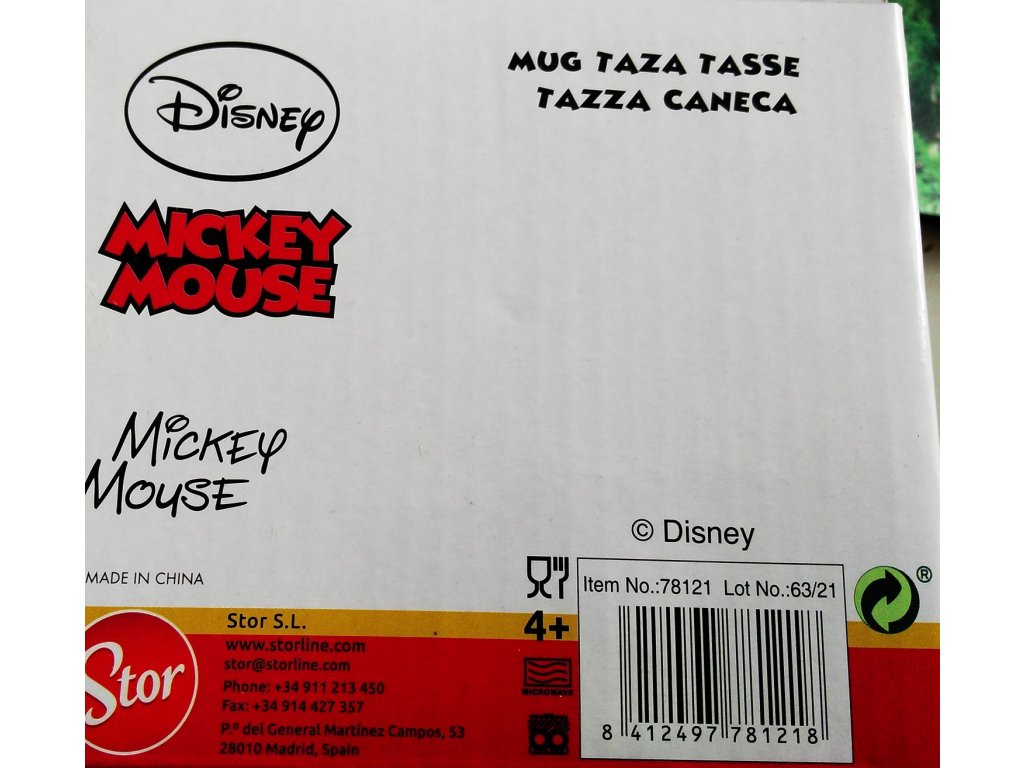 Disney
MUG TAZA TASSE
TAZZA CANECA
MICKEY
MOUSE
Mickey
Mouse
© Disney
MADE IN CHINA
Item No.:78121 Lot No.:63/21
®
4+
MICROWAVE
8 412497 781218
Stor
Stor S.L.
www.storline.com
stor@storline.com
Phone: +34 911 213 450
Fax: +34 914 427 357
P.º del General Martínez Campos, 53
28010 Madrid, Spain